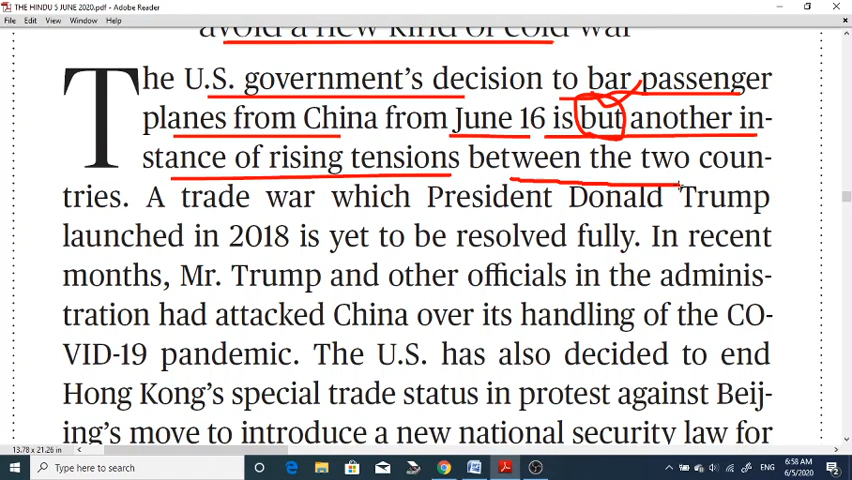 THE HINDU 5 JUNE 2020.pdf - Adobe Reader
File Edit View Window Help
avoid a new kind of cold war
The U.S. government's decision to bar passenger
planes from China from June 16 is but another in-
stance of rising tensions between the two coun-
tries. A trade war which President Donald Trump
launched in 2018 is yet to be resolved fully. In recent
months, Mr. Trump and other officials in the adminis-
tration had attacked China over its handling of the CO-
VID-19 pandemic. The U.S. has also decided to end
Hong Kong's special trade status in protest against Beij-
ing's move to introduce a new national security law for
13.78 x 21.26 in
Type here to search
ENG
6:58 AM
6/5/2020
2